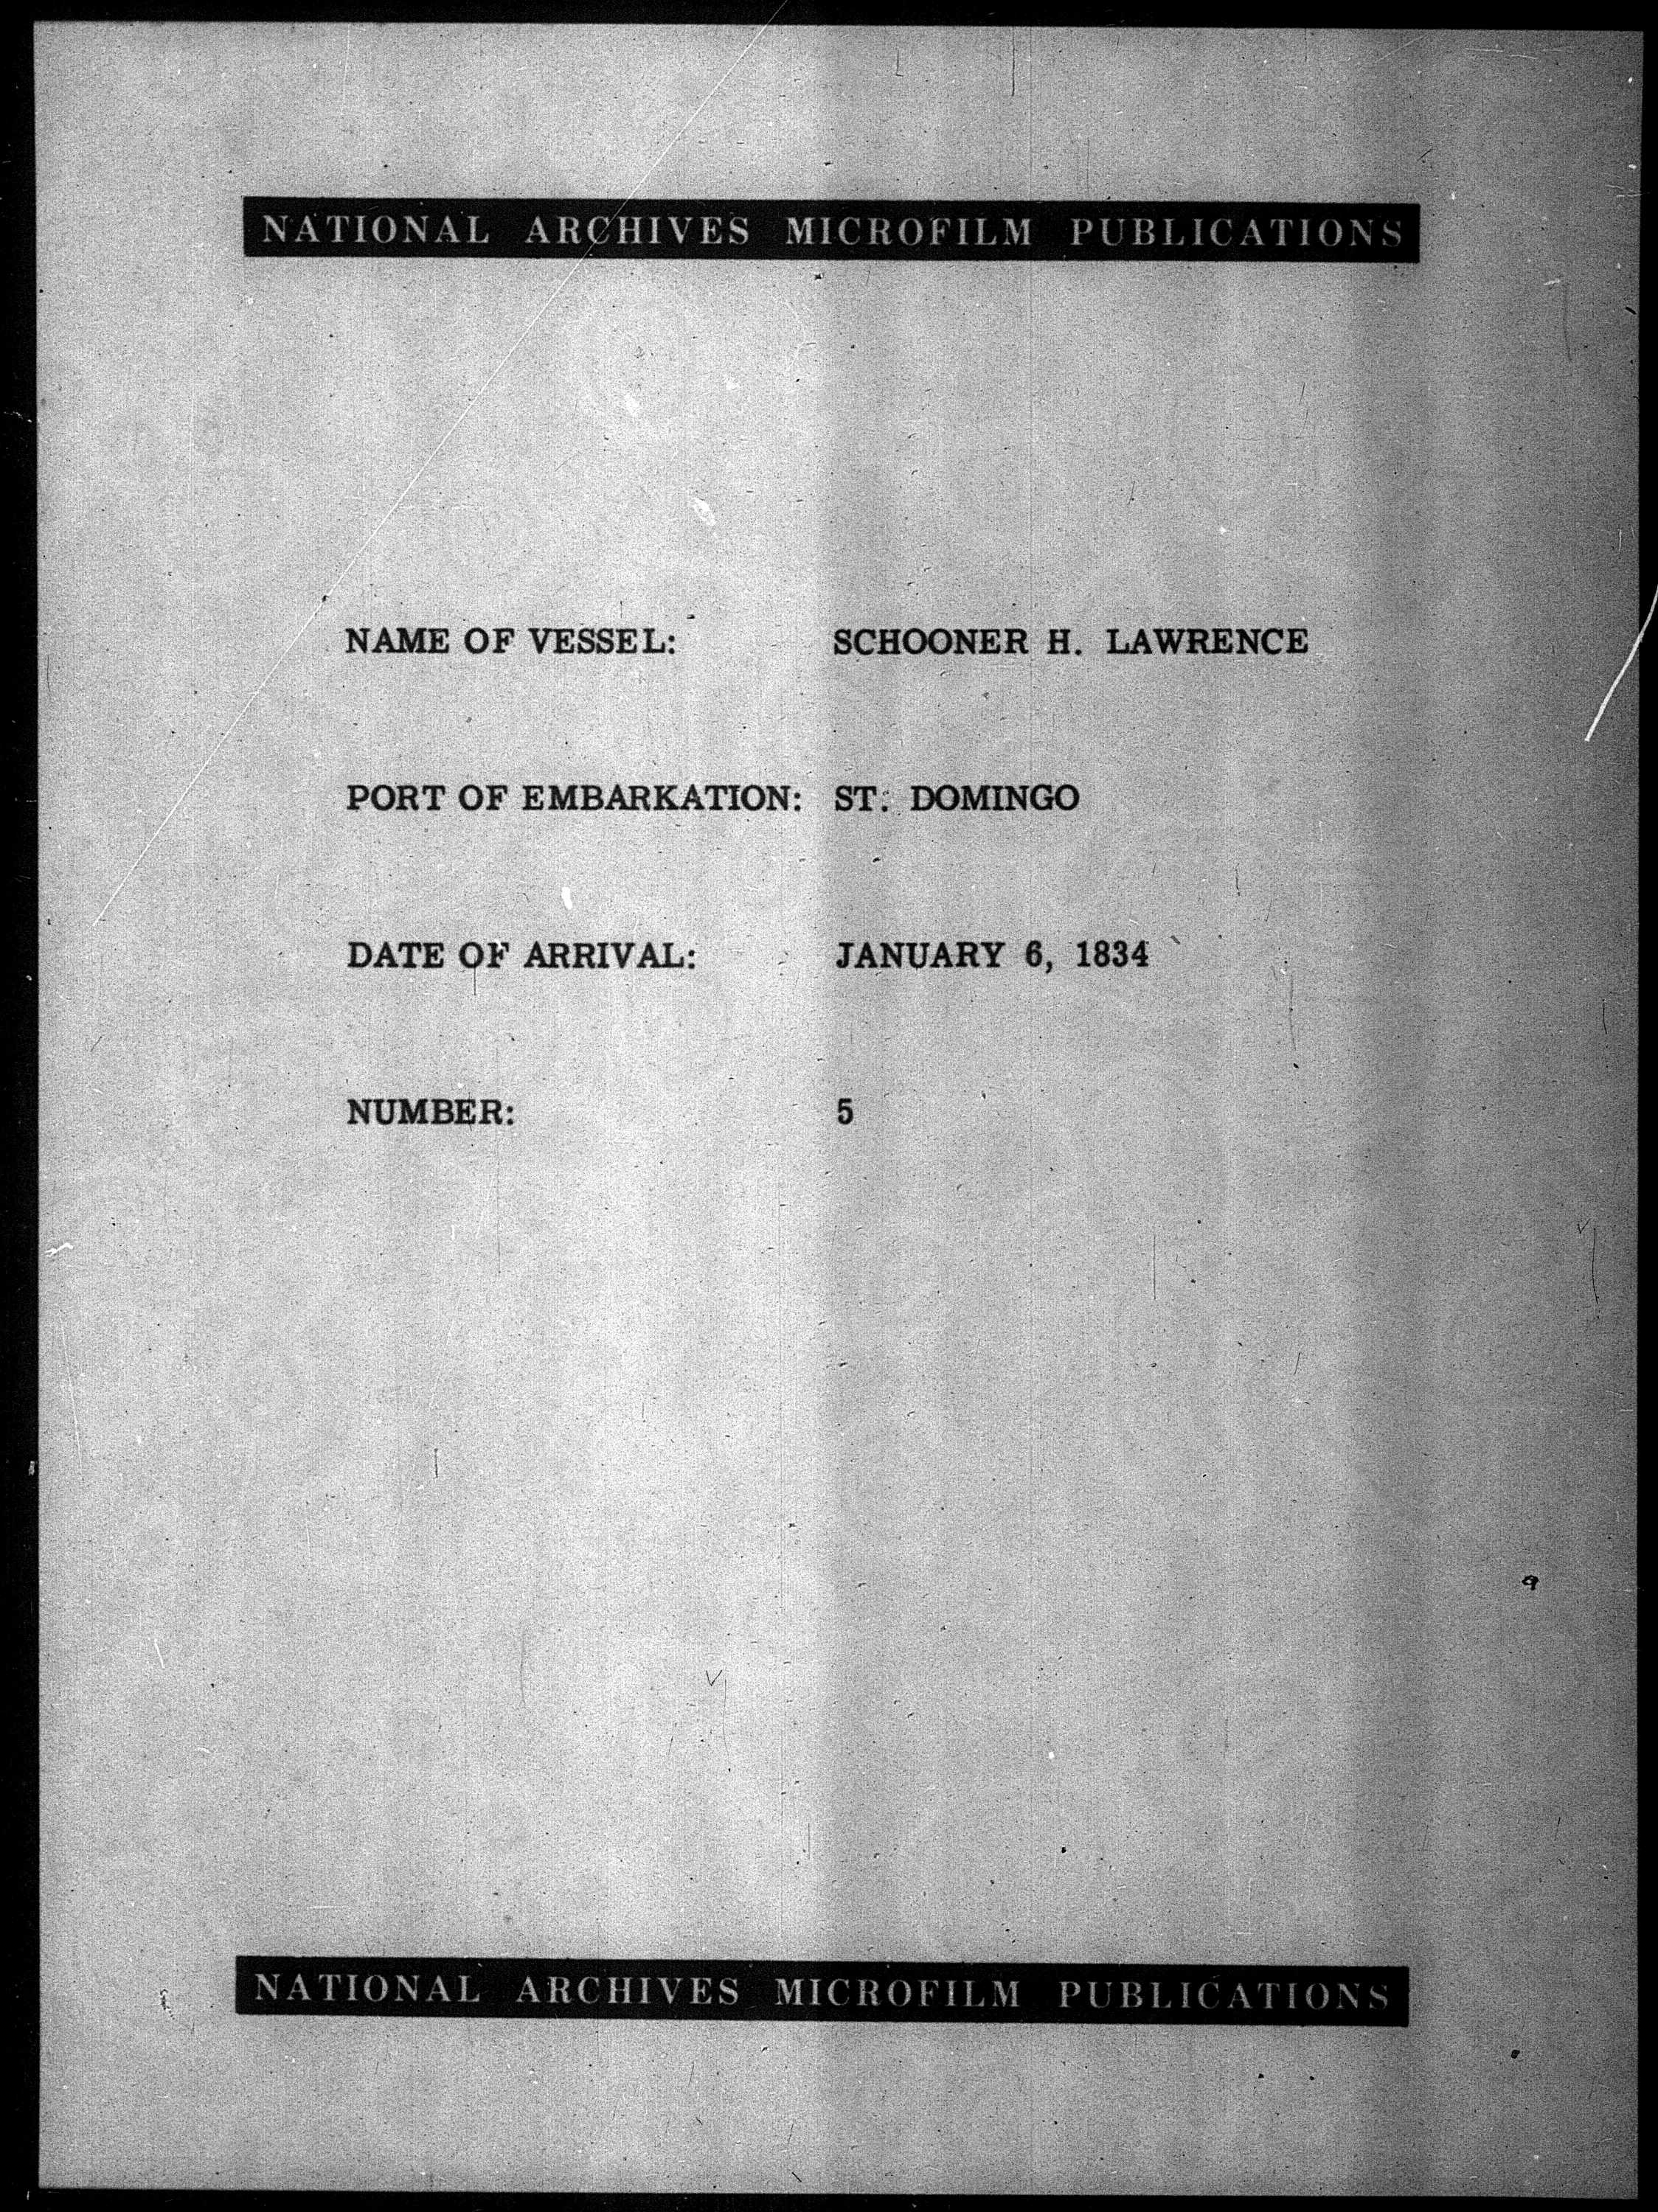 NATIONAL ARCHIVES MICROFILM PUBLICATIONS
NAME OF VESSEL: SCHOONER H. LAWRENCE
PORT OF EMBARKATION: ST. DOMINGO
DATE OF ARRIVAL: JANUARY 6, 1834
NUMBER: 5
NATIONAL ARCHIVES MICROFILM PUBLICATIONS